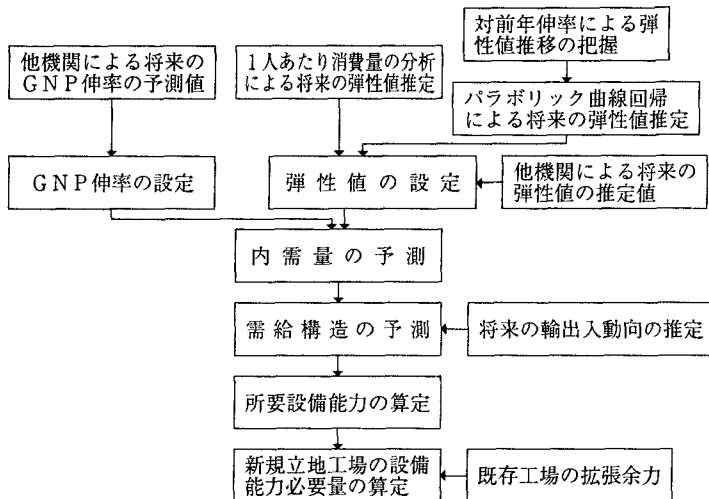 対前年伸率による弾
性値推移の把握
他機関による将来の
GNP伸率の予測値
1人あたり消費量の分析
による将来の弾性値推定
パラボリック曲線回帰
による将来の弾性値推定
GNP伸率の設定
弾性値の設定
他機関による将来の
弾性値の推定値
内需量の予測
需給構造の予測
将来の輸出入動向の推定
所要設備能力の算定
新規立地工場の設備
能力必要量の算定
既存工場の拡張余力